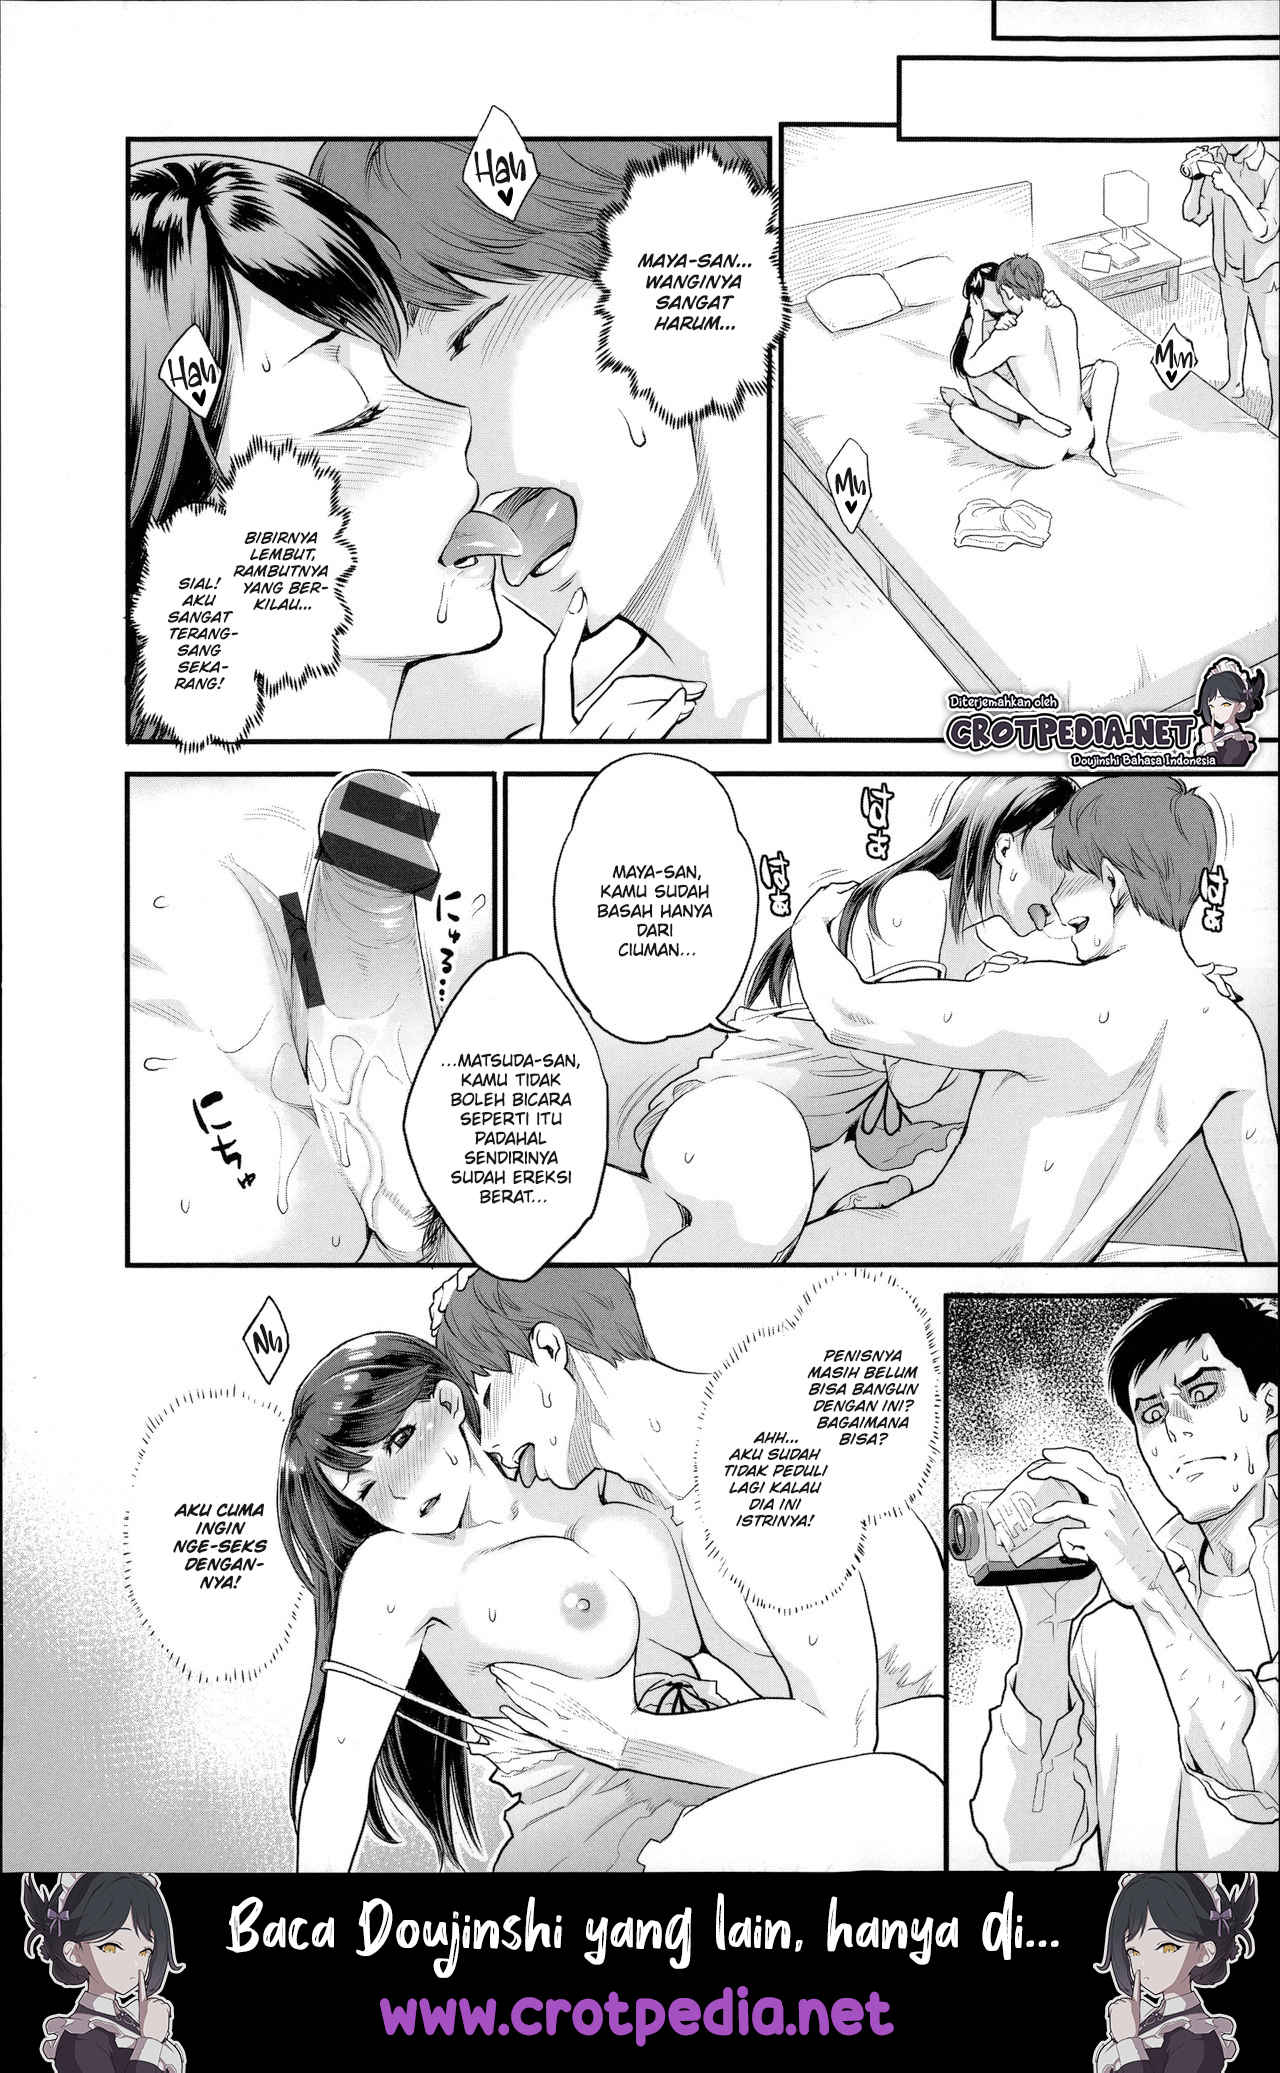 Mn
Mn
MAYA-SAN...
WANGINYA
SANGAT
HARUM...
Hah
Hah
BIBIRNYA
LEMBUT,
RAMBUTNYA
YANG BER-
KILAU...
SIAL!
AKU
SANGAT
TERANG-
SANG
SEKA-
RANG!
Diterjemahkan oleh
CROTPEDIA.NET
Doujinshi Bahasa Indonesia
MAYA-SAN,
KAMU SUDAH
BASAH HANYA
DARI
CIUMAN...
...MATSUDA-SAN,
KAMU TIDAK
BOLEH BICARA
SEPERTI ITU
PADAHAL
SENDIRINYA
SUDAH EREKSI
BERAT...
にゅる…
にちゅ
PENISNYA
MASIH BELUM
BISA BANGUN
DENGAN INI?
BAGAIMANA
BISA?
AHH...
AKU SUDAH
TIDAK PEDULI
LAGI KALAU
DIA INI
ISTRINYA!
Nh
AKU CUMA
INGIN
NGE-SEKS
DENGAN-
NYA!
Baca Doujinshi yang lain, hanya di...
www.crotpedia.net